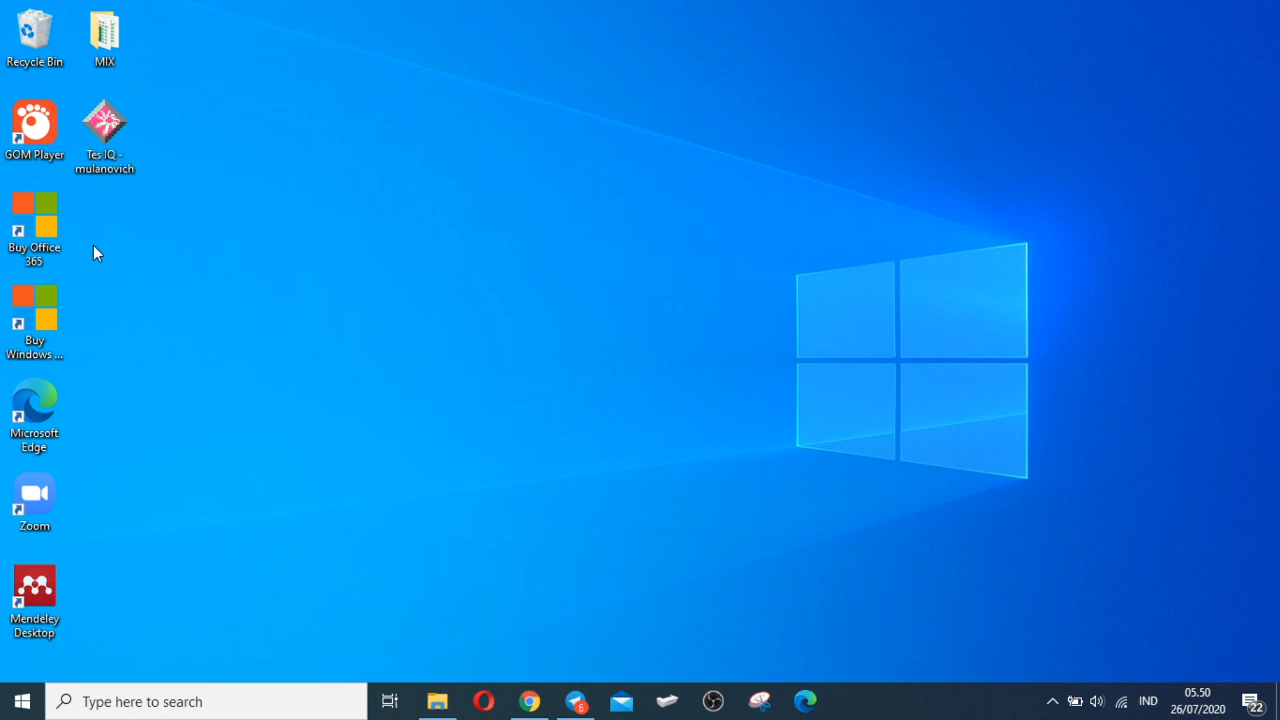 Recycle Bin
MIX
GOM Player
Tes IQ -
mulanovich
Buy Office
365
Buy
Windows ...
Microsoft
Edge
Zoom
Mendeley
Desktop
Type here to search
6
IND
05.50
26/07/2020
22